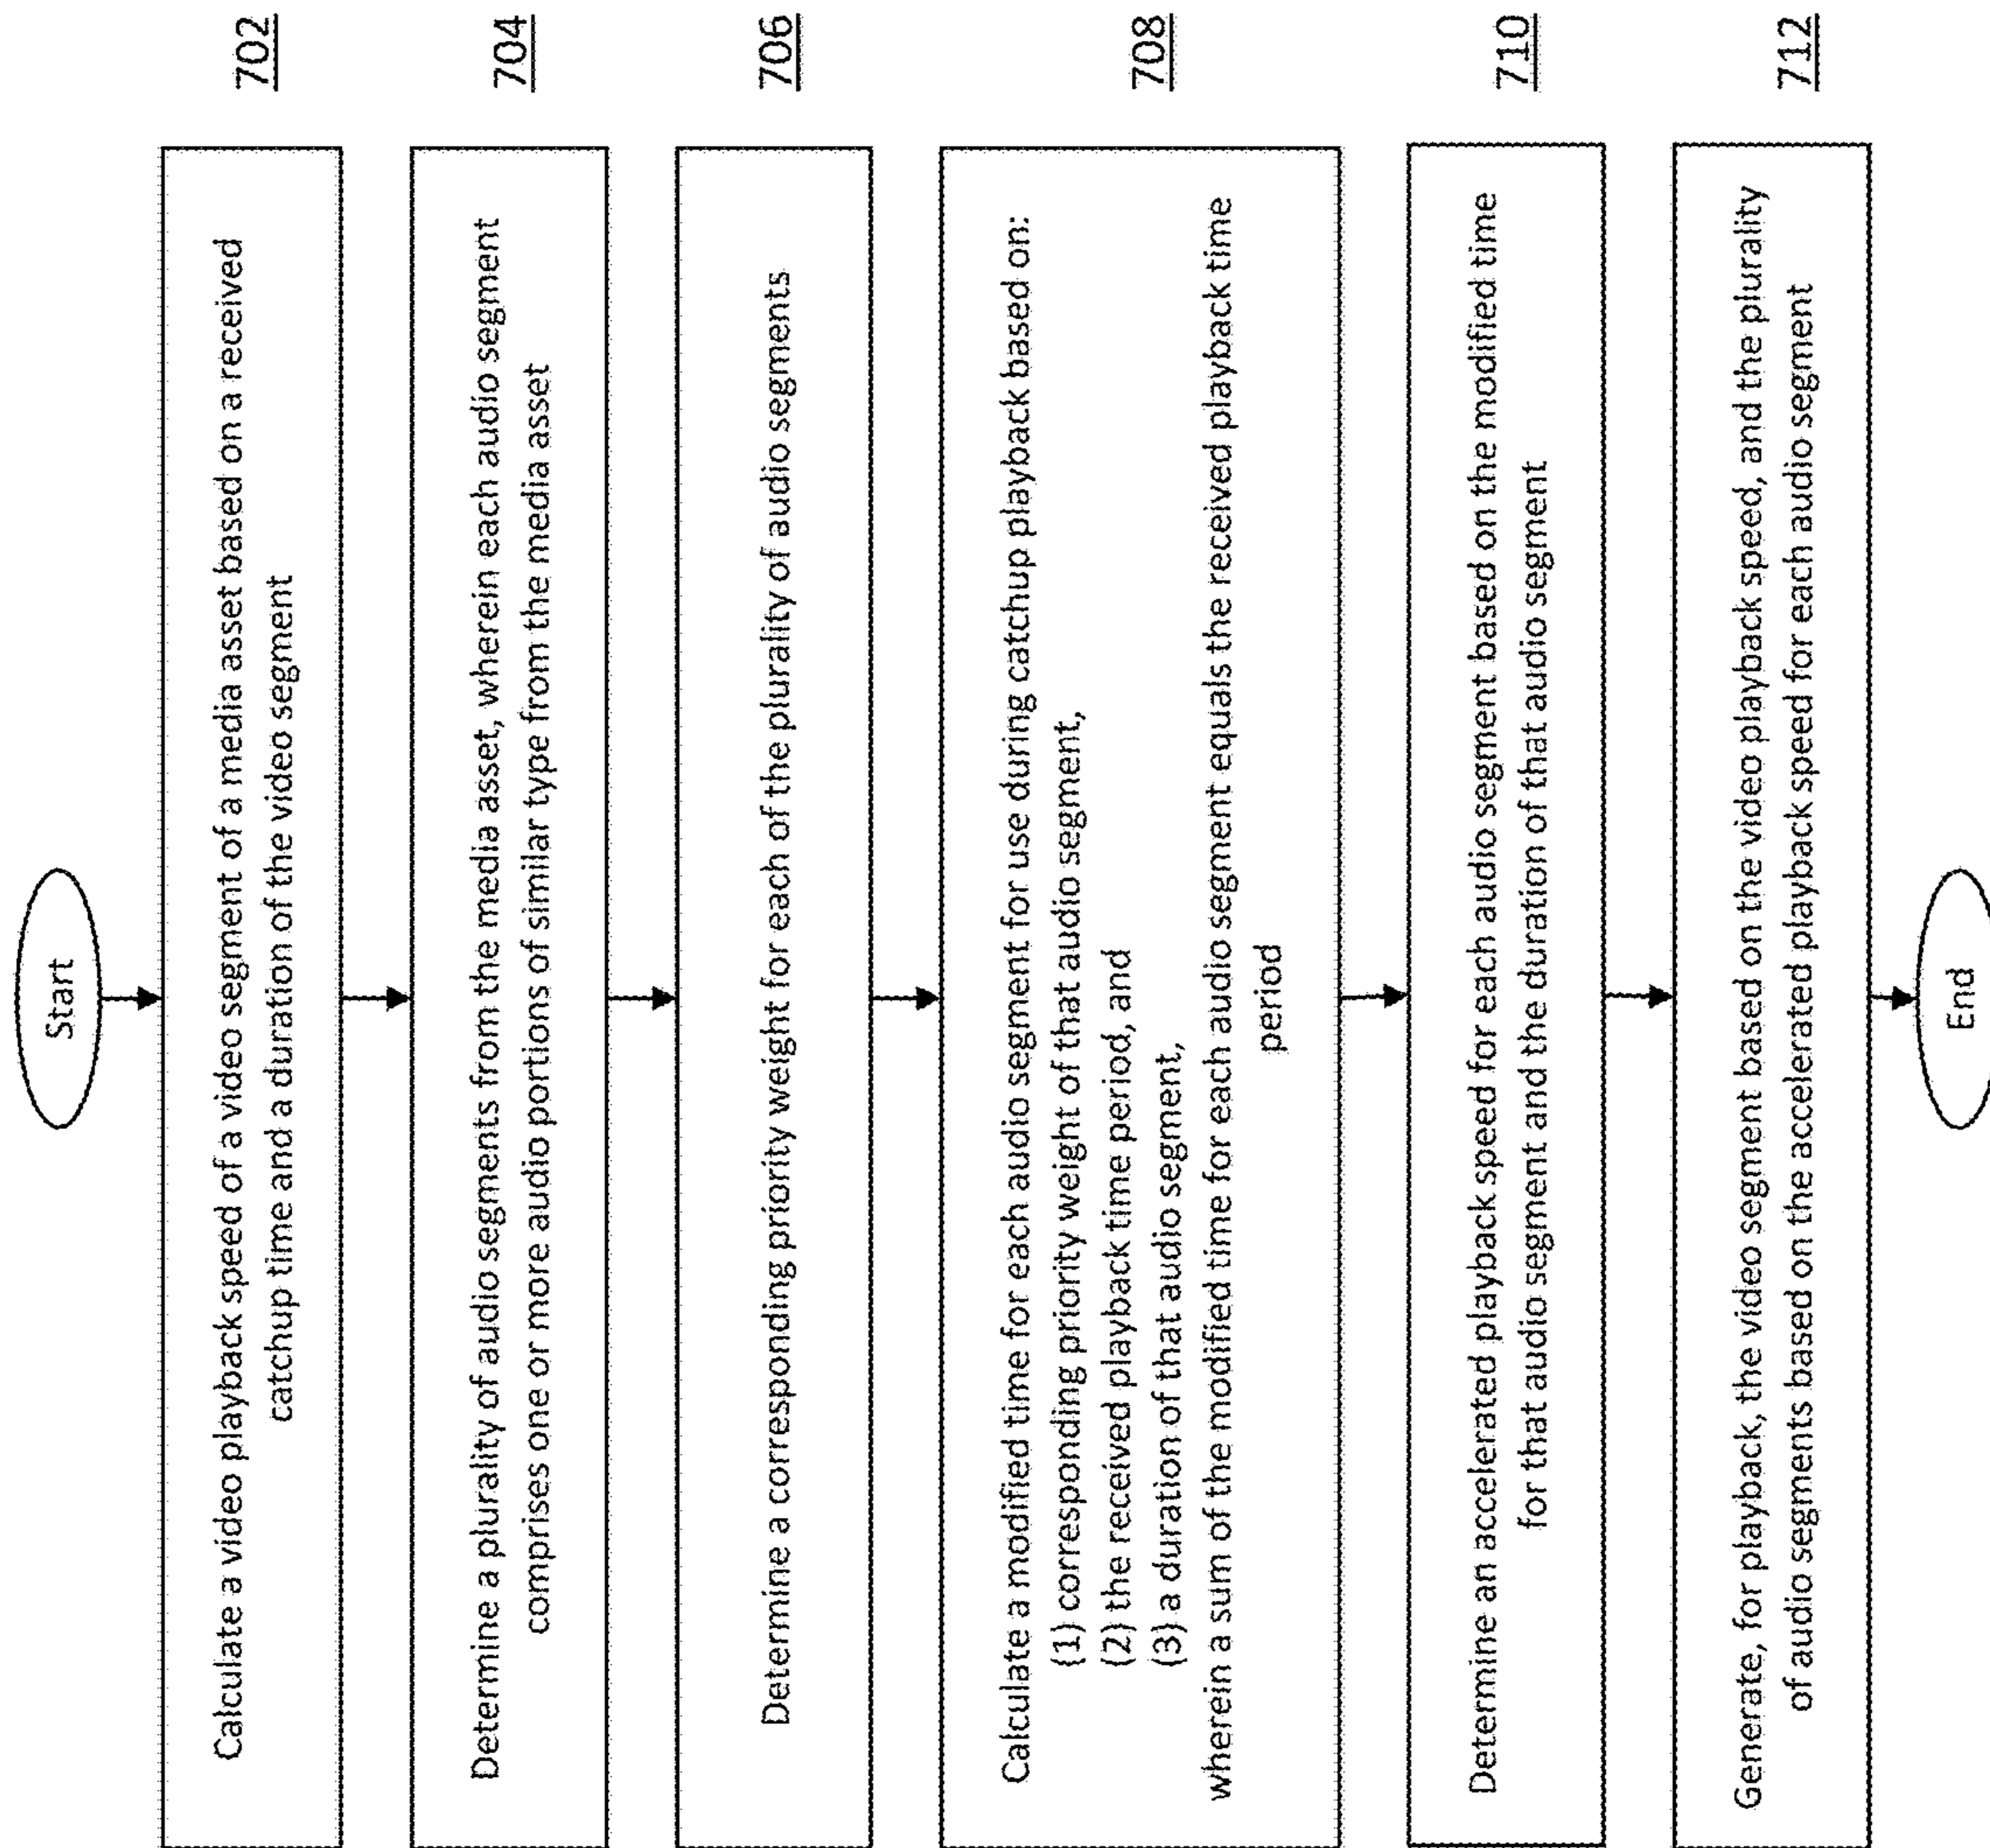 Start
Calculate a video playback speed of a video segment of a media asset based on a received
catchup time and a duration of the video segment
702
Determine a plurality of audio segments from the media asset, wherein each audio segment
comprises one or more audio portions of similar type from the media asset
704
Determine a corresponding priority weight for each of the plurality of audio segments
706
Calculate a modified time for each audio segment for use during catchup playback based on:
(1) corresponding priority weight of that audio segment,
(2) the received playback time period, and
(3) a duration of that audio segment,
wherein a sum of the modified time for each audio segment equals the received playback time
period
708
Determine an accelerated playback speed for each audio segment based on the modified time
for that audio segment and the duration of that audio segment
710
Generate, for playback, the video segment based on the video playback speed, and the plurality
of audio segments based on the accelerated playback speed for each audio segment
712
End